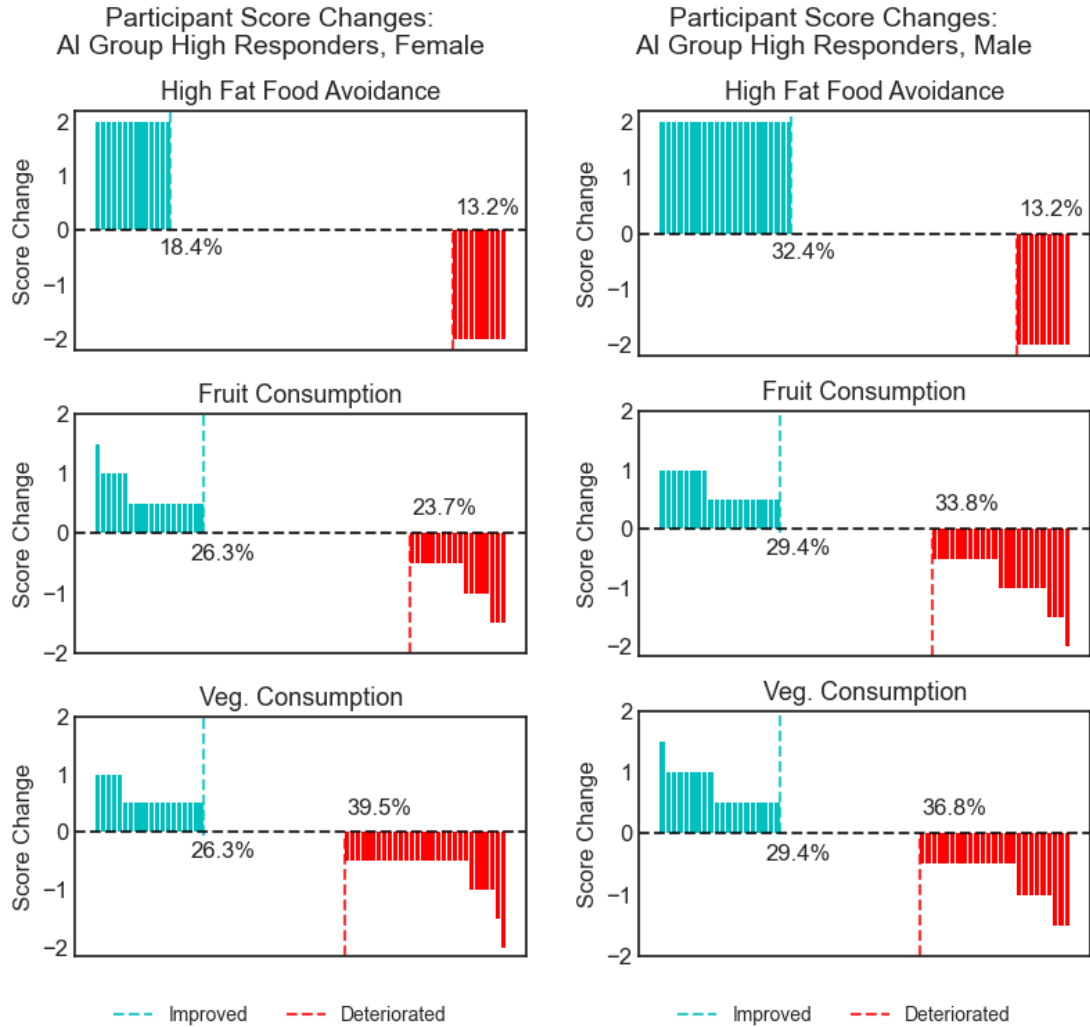 Participant Score Changes:
AI Group High Responders, Female
High Fat Food Avoidance
Score Change
2
1
0
−1
−2
18.4%
13.2%
Fruit Consumption
Score Change
2
1
0
−1
−2
26.3%
23.7%
Veg. Consumption
Score Change
2
1
0
−1
−2
26.3%
39.5%
Improved
Deteriorated
Participant Score Changes:
AI Group High Responders, Male
High Fat Food Avoidance
Score Change
2
1
0
−1
−2
32.4%
13.2%
Fruit Consumption
Score Change
2
1
0
−1
−2
29.4%
33.8%
Veg. Consumption
Score Change
2
1
0
−1
−2
29.4%
36.8%
Improved
Deteriorated